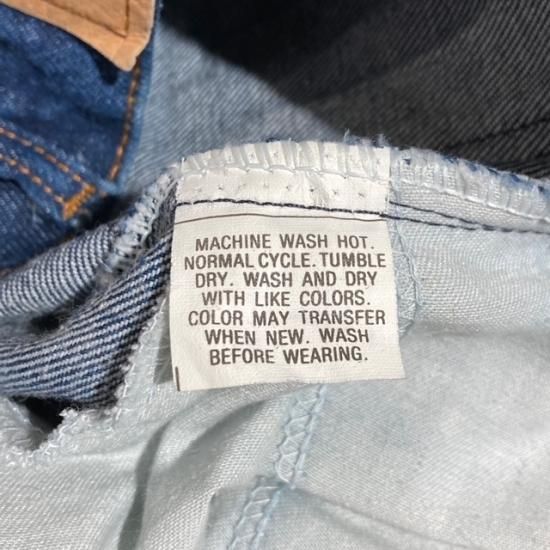 MACHINE WASH HOT.
NORMAL CYCLE. TUMBLE
DRY. WASH AND DRY
WITH LIKE COLORS.
COLOR MAY TRANSFER
WHEN NEW. WASH
BEFORE WEARING.